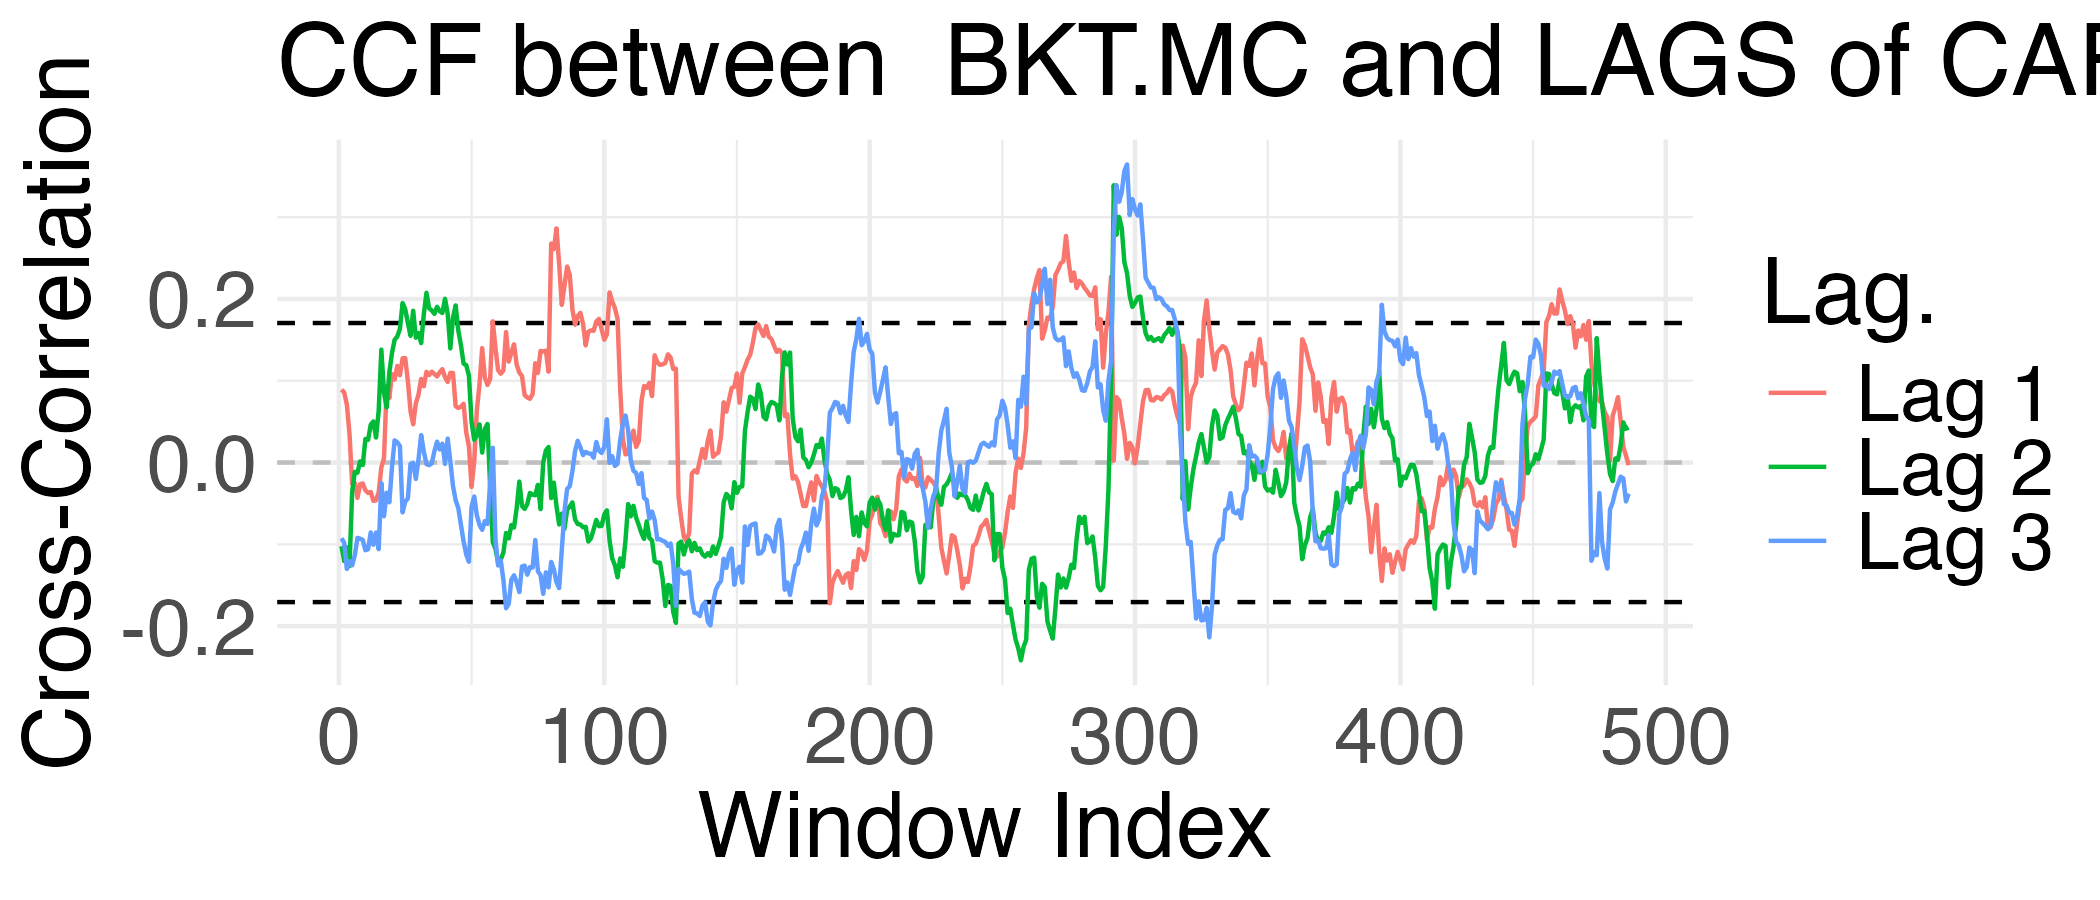 CCF between BKT.MC and LAGS of CAR
Cross-Correlation
0.2
0.0
-0.2
0
100
200
300
400
500
Window Index
Lag.
Lag 1
Lag 2
Lag 3